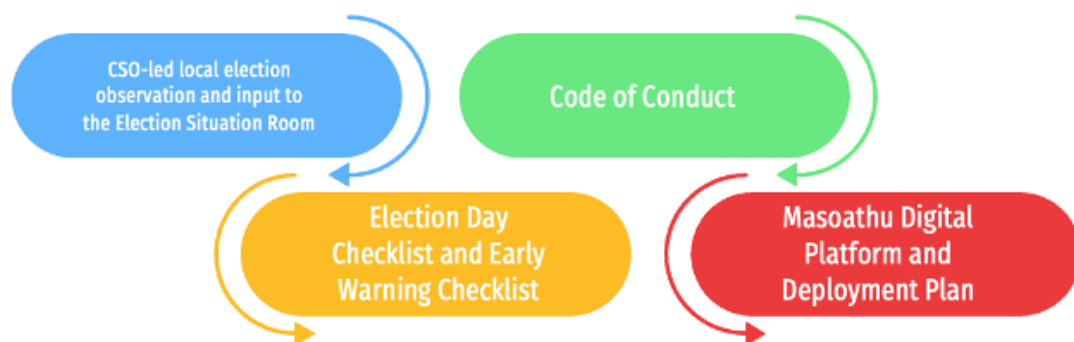 CSO-led local election
observation and input to
the Election Situation Room
Code of Conduct
Election Day
Checklist and Early
Warning Checklist
Masoathu Digital
Platform and
Deployment Plan